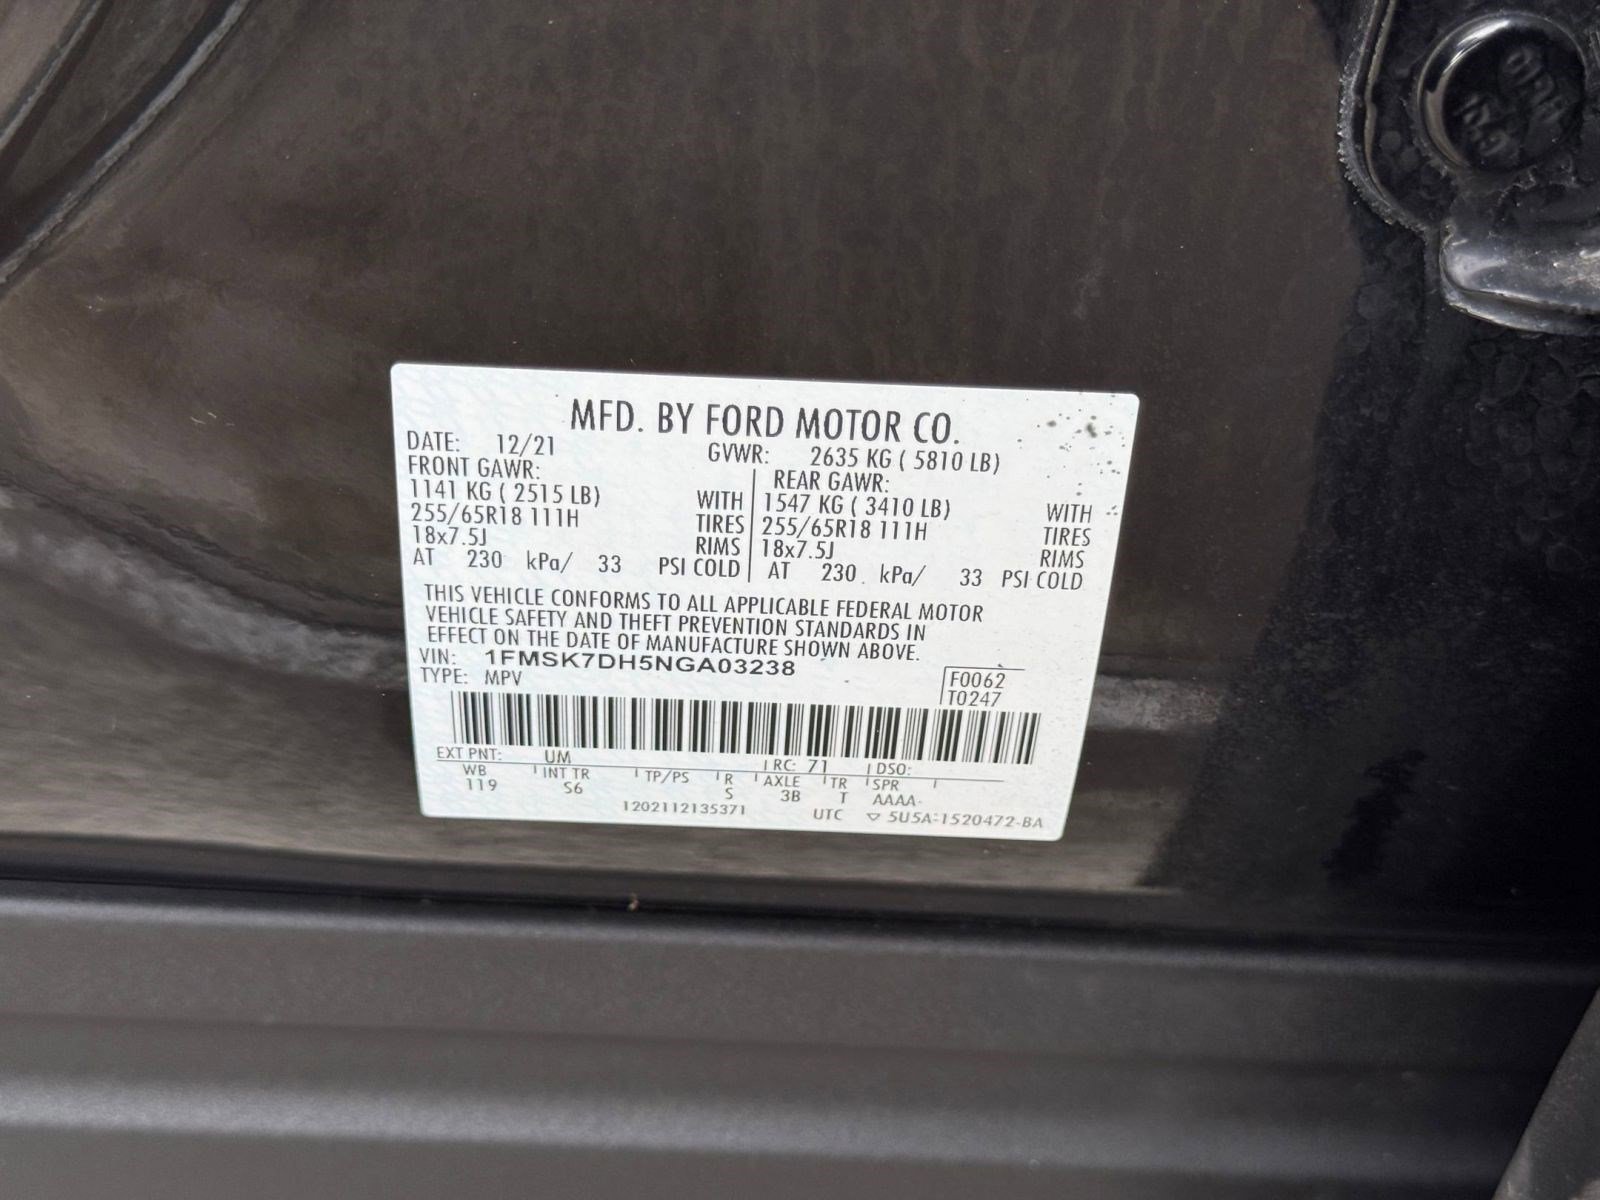 MFD. BY FORD MOTOR CO.
DATE: 12/21 GVWR: 2635 KG ( 5810 LB)
FRONT GAWR: REAR GAWR:
1141 KG ( 2515 LB) WITH 1547 KG ( 3410 LB) WITH
255/65R18 111H TIRES 255/65R18 111H TIRES
18x7.5J RIMS 18x7.5J RIMS
AT 230 kPa/ 33 PSI COLD AT 230 kPa/ 33 PSI COLD
THIS VEHICLE CONFORMS TO ALL APPLICABLE FEDERAL MOTOR
VEHICLE SAFETY AND THEFT PREVENTION STANDARDS IN
EFFECT ON THE DATE OF MANUFACTURE SHOWN ABOVE.
VIN: 1FMSK7DH5NGA03238
TYPE: MPV
F0062
T0247
EXT PNT: UM RC: 71 DSO:
WB INT TR TP/PS R AXLE TR SPR
119 S6 S 3B T AAAA
1202112135371 UTC ▽ 5U5A-1520472-BA